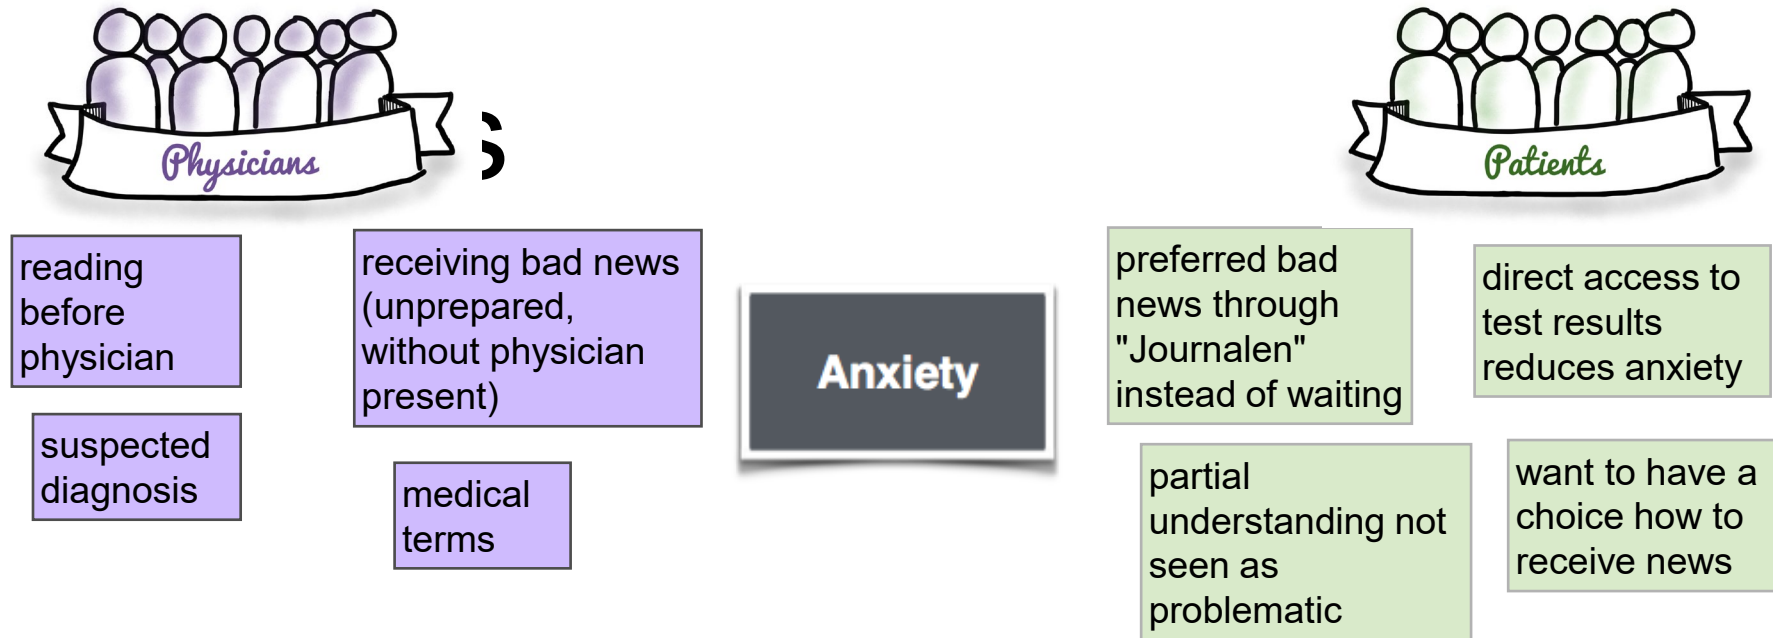 Physicians
s
Patients
reading
before
physician
receiving bad news
(unprepared,
without physician
present)
suspected
diagnosis
medical
terms
Anxiety
preferred bad
news through
"Journalen"
instead of waiting
direct access to
test results
reduces anxiety
partial
understanding not
seen as
problematic
want to have a
choice how to
receive news